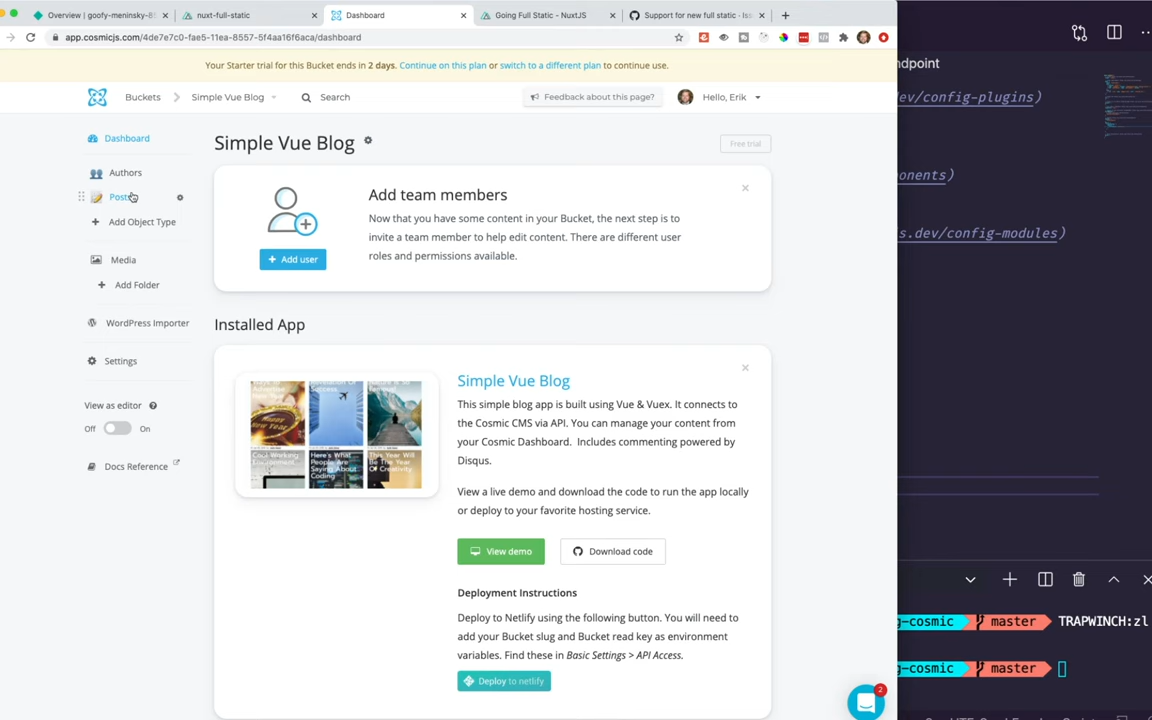 Overview | goofy-meninsky-8
nuxt-full-static
Dashboard
Going Full Static - NuxtJS
Support for new full static - Iss
app.cosmicjs.com/4de7e7c0-fae5-11ea-8557-5f4aa16f6aca/dashboard
Your Starter trial for this Bucket ends in 2 days. Continue on this plan or switch to a different plan to continue use.
Buckets
Simple Vue Blog
Search
Feedback about this page?
Hello, Erik
Dashboard
Authors
Posts
Add Object Type
Media
Add Folder
WordPress Importer
Settings
View as editor
Off
On
Docs Reference
Simple Vue Blog
Free trial
Add team members
Now that you have some content in your Bucket, the next step is to
invite a team member to help edit content. There are different user
roles and permissions available.
Add user
Installed App
Simple Vue Blog
This simple blog app is built using Vue & Vuex. It connects to
the Cosmic CMS via API. You can manage your content from
your Cosmic Dashboard. Includes commenting powered by
Disqus.
View a live demo and download the code to run the app locally
or deploy to your favorite hosting service.
View demo
Download code
Deployment Instructions
Deploy to Netlify using the following button. You will need to
add your Bucket slug and Bucket read key as environment
variables. Find these in Basic Settings > API Access.
Deploy to netlify
2
ndpoint
ev/config-plugins)
onents)
s.dev/config-modules)
g-cosmic master TRAPWINCH:zl
g-cosmic master